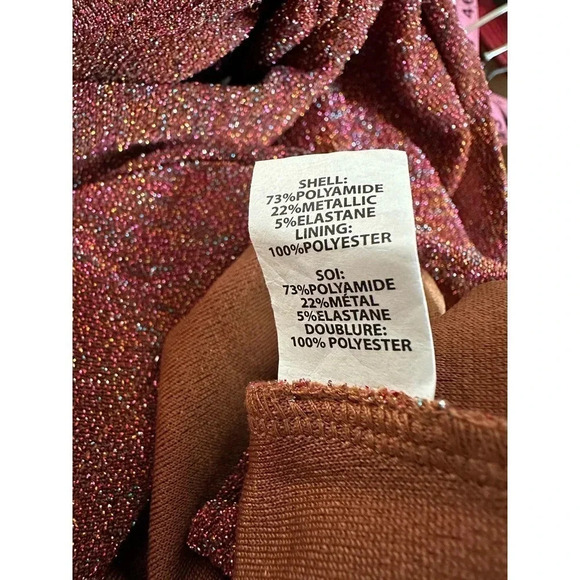 SHELL:
73%POLYAMIDE
22%METALLIC
5%ELASTANE
LINING:
100%POLYESTER
SOI:
73%POLYAMIDE
22%MÉTAL
5%ELASTANE
DOUBLURE:
100% POLYESTER